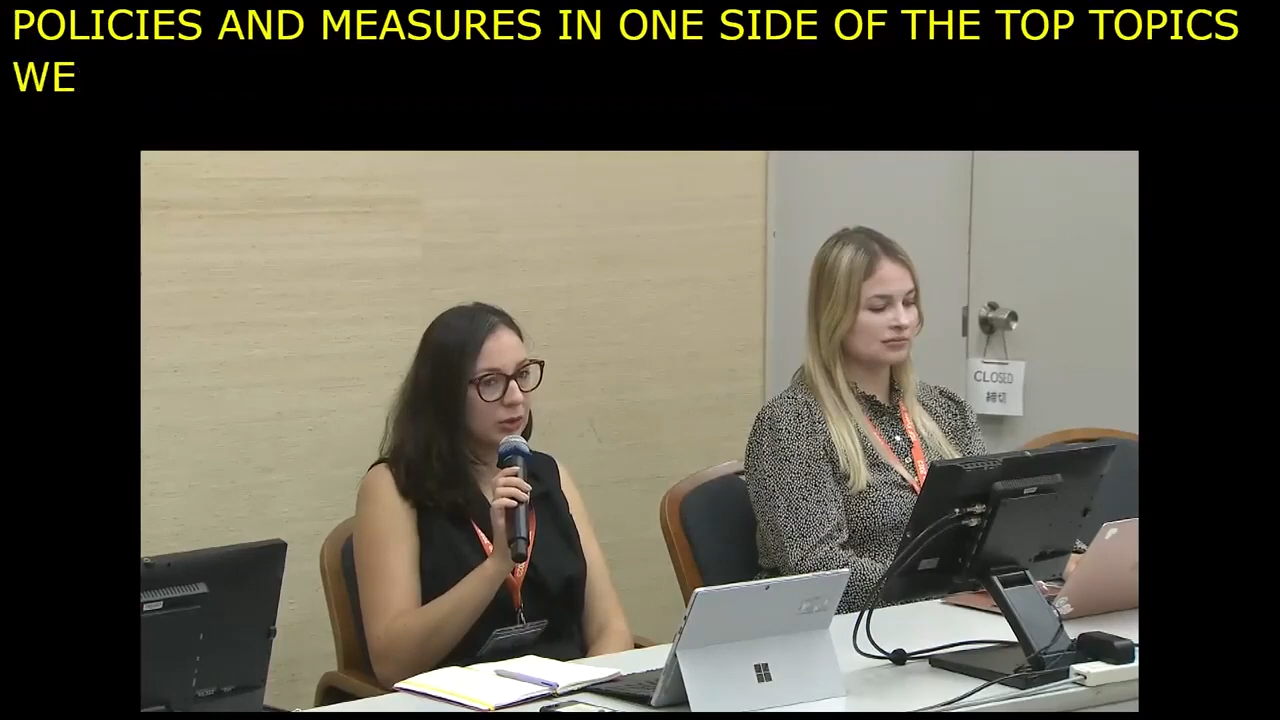 POLICIES AND MEASURES IN ONE SIDE OF THE TOP TOPICS
WE
CLOSED
締切